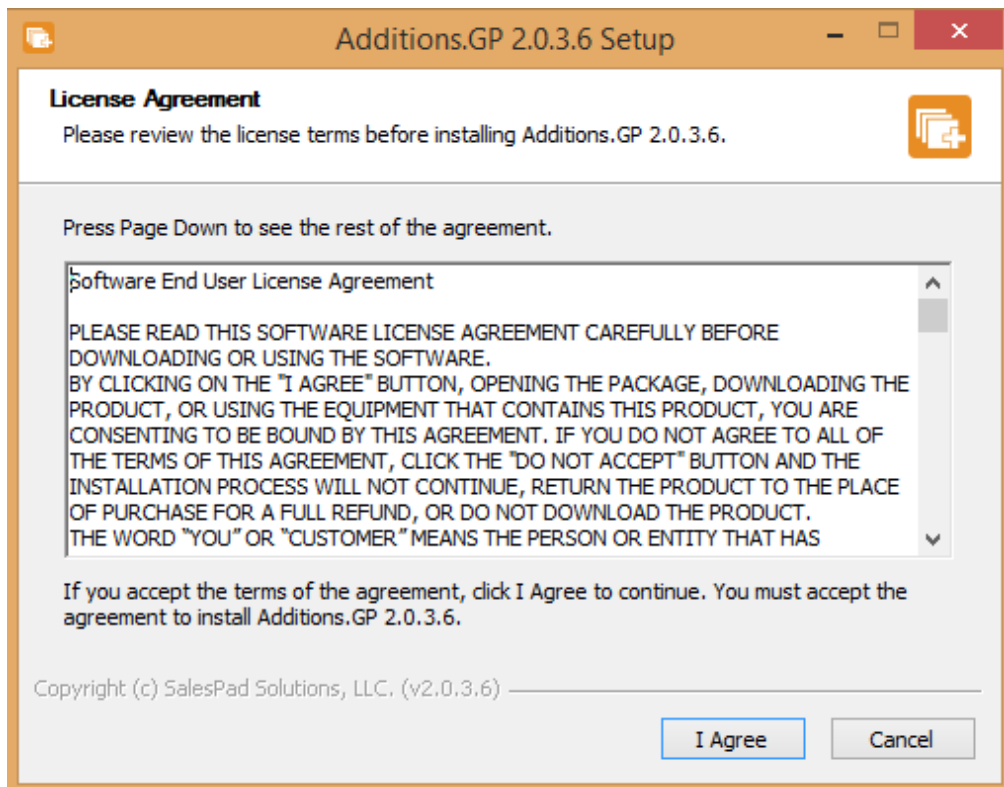 Additions.GP 2.0.3.6 Setup
License Agreement
Please review the license terms before installing Additions.GP 2.0.3.6.
Press Page Down to see the rest of the agreement.
Software End User License Agreement
PLEASE READ THIS SOFTWARE LICENSE AGREEMENT CAREFULLY BEFORE
DOWNLOADING OR USING THE SOFTWARE.
BY CLICKING ON THE "I AGREE" BUTTON, OPENING THE PACKAGE, DOWNLOADING THE
PRODUCT, OR USING THE EQUIPMENT THAT CONTAINS THIS PRODUCT, YOU ARE
CONSENTING TO BE BOUND BY THIS AGREEMENT. IF YOU DO NOT AGREE TO ALL OF
THE TERMS OF THIS AGREEMENT, CLICK THE "DO NOT ACCEPT" BUTTON AND THE
INSTALLATION PROCESS WILL NOT CONTINUE, RETURN THE PRODUCT TO THE PLACE
OF PURCHASE FOR A FULL REFUND, OR DO NOT DOWNLOAD THE PRODUCT.
THE WORD “YOU” OR “CUSTOMER” MEANS THE PERSON OR ENTITY THAT HAS
If you accept the terms of the agreement, click I Agree to continue. You must accept the
agreement to install Additions.GP 2.0.3.6.
Copyright (c) SalesPad Solutions, LLC. (v2.0.3.6)
I Agree
Cancel